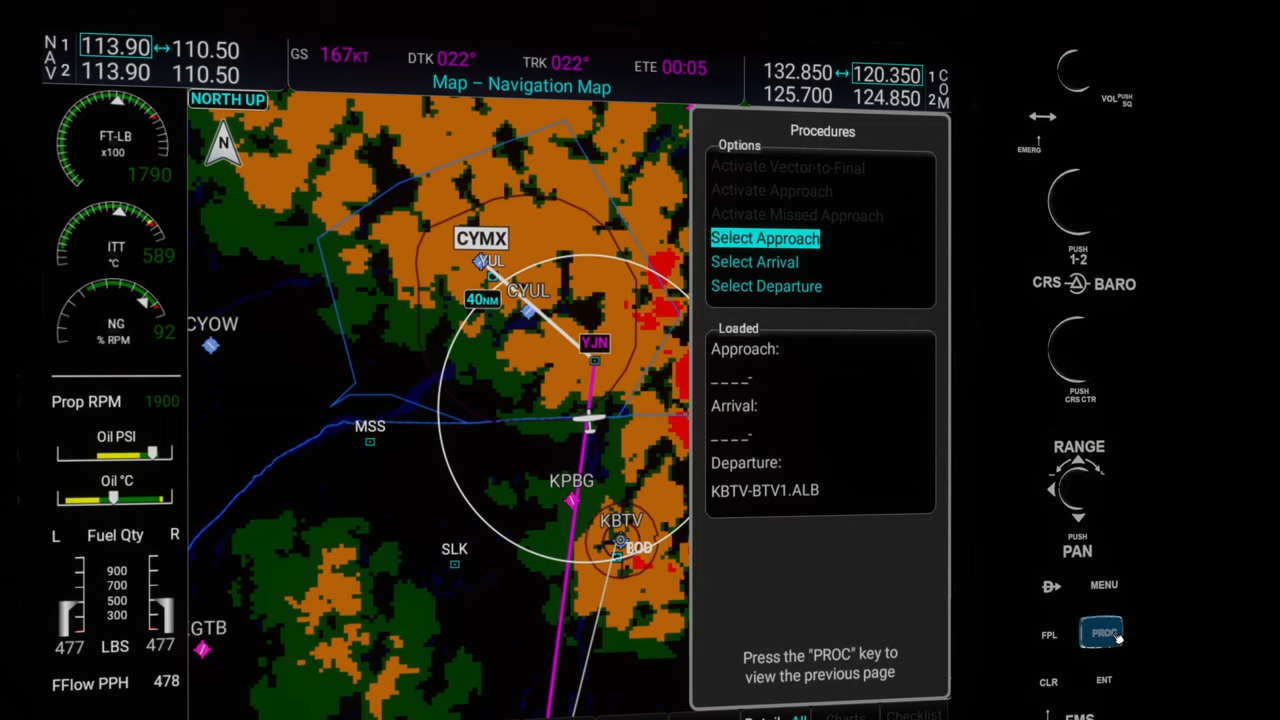 N 1 113.90 ↔ 110.50
A
V 2 113.90 110.50
GS 167KT DTK 022° TRK 022° ETE 00:05
Map – Navigation Map
132.850 ↔ 120.350 1 C
O
125.700 124.850 2 M
NORTH UP
N
FT-LB
x100
1790
ITT
°C
589
NG
% RPM
92
Prop RPM 1900
Oil PSI
Oil °C
L Fuel Qty R
900
700
500
300
477 LBS 477
FFlow PPH 478
CYMX
YUL
40NM
CYUL
YJN
CYOW
MSS
KPBG
KBTV
SLK
Procedures
Options
Activate Vector-to-Final
Activate Approach
Activate Missed Approach
Select Approach
Select Arrival
Select Departure
Loaded
Approach:
_ _ _ _-
Arrival:
_ _ _ _-
Departure:
KBTV-BTV1.ALB
Press the "PROC" key to
view the previous page
VOL PUSH
SQ
EMERG
PUSH
1-2
CRS BARO
PUSH
CRS CTR
RANGE
PUSH
PAN
D MENU
FPL PROC
CLR ENT
FMS
All Charts Checklist